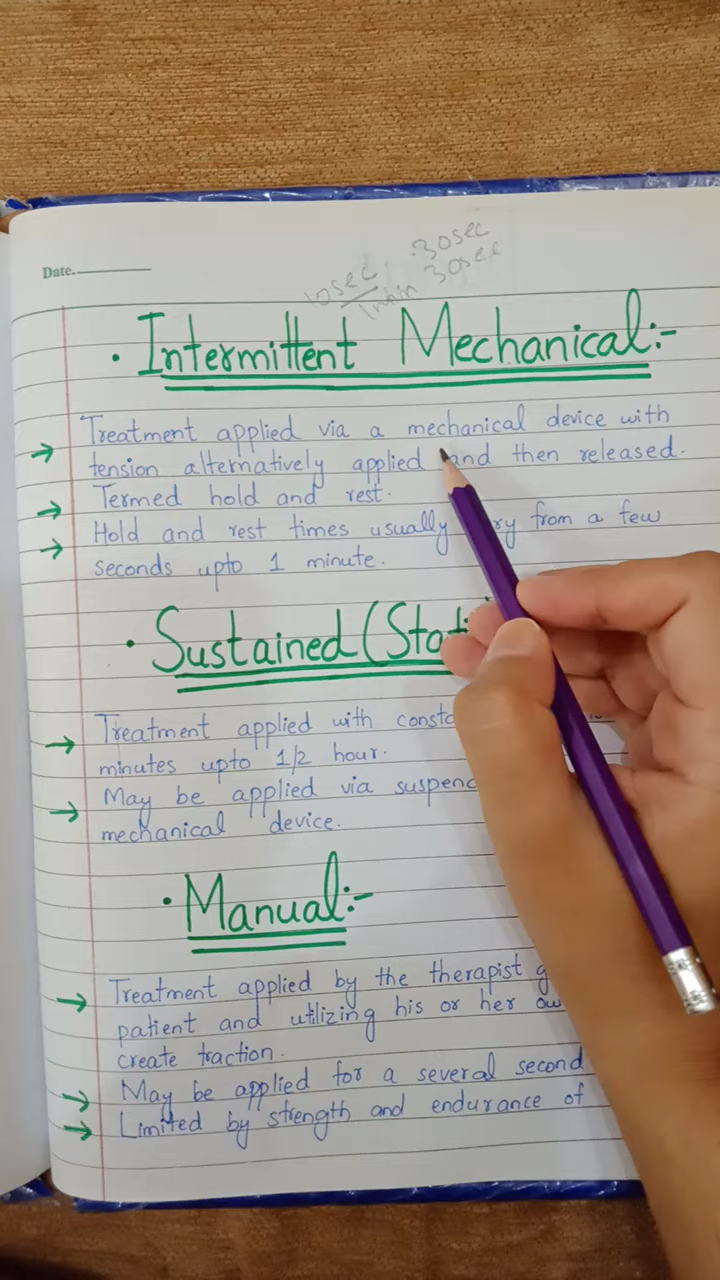 Date.
10sec 30sec
1min 30sec
• Intermittent Mechanical:-
→ Treatment applied via a mechanical device with
tension alternatively applied and then released.
→ Termed hold and rest.
→ Hold and rest times usually from a few
seconds upto 1 minute.
• Sustained (Stat
→ Treatment applied with consta
minutes upto 1/2 hour.
→ May be applied via suspend
mechanical device.
• Manual:-
→ Treatment applied by the therapist g
patient and utilizing his or her ow
create traction.
→ May be applied for a several second
→ Limited by strength and endurance of